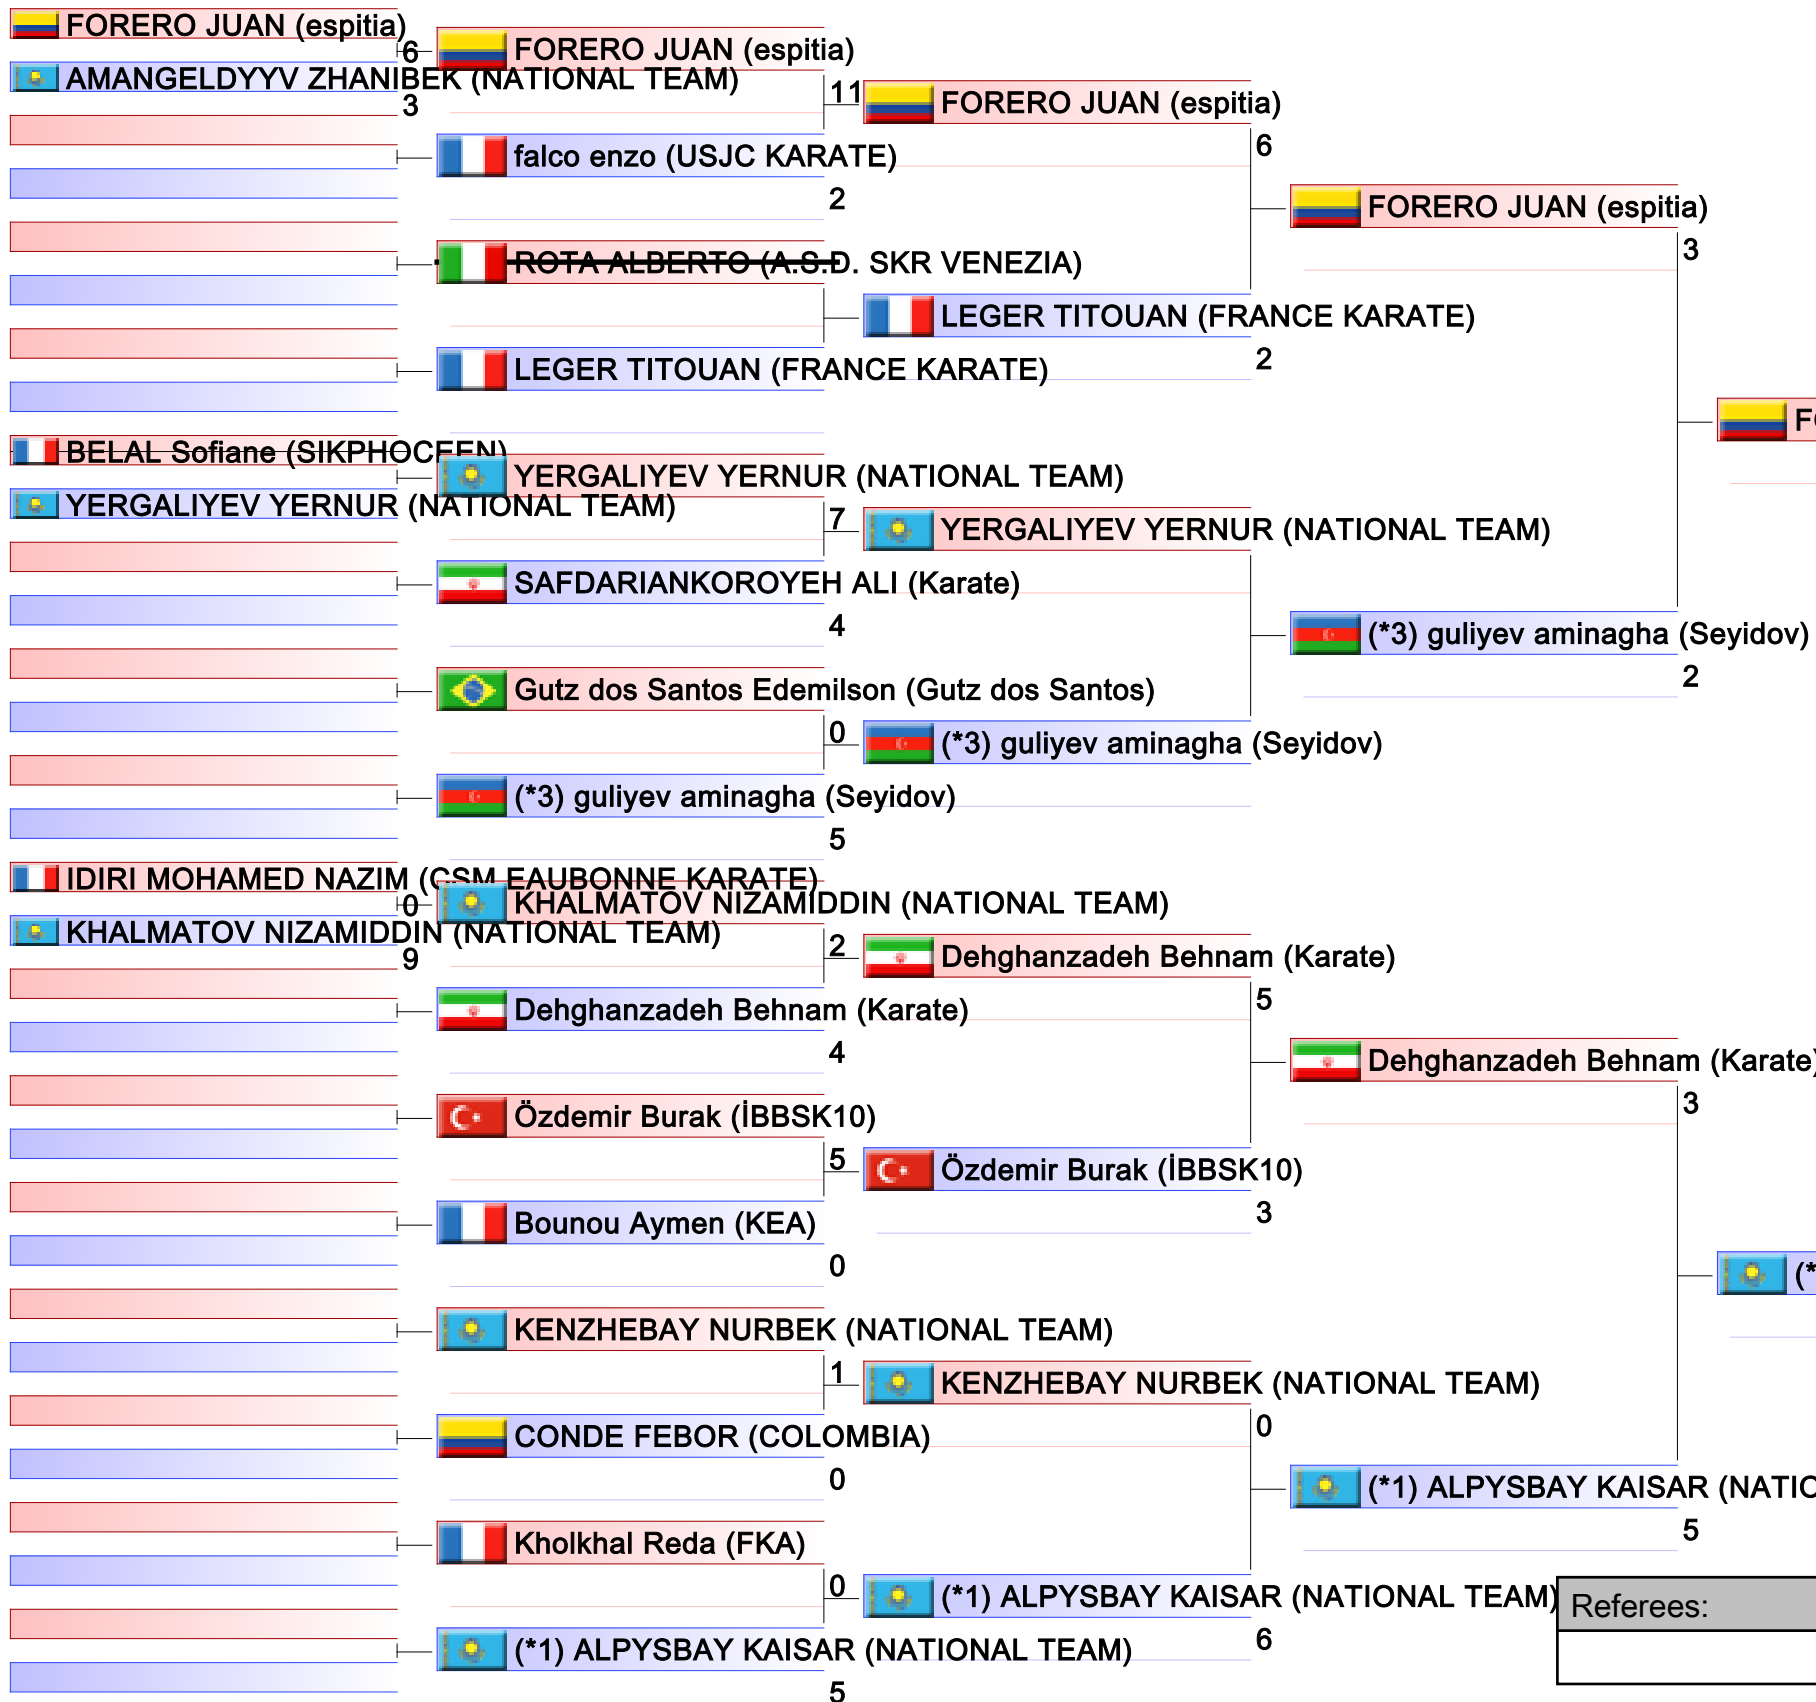 FORERO JUAN (espitia)
6
AMANGELDYYV ZHANIBEK (NATIONAL TEAM)
3
BELAL Sofiane (SIKPHOCEEN)
YERGALIYEV YERNUR (NATIONAL TEAM)
IDIRI MOHAMED NAZIM (CSM EAUBONNE KARATE)
0
KHALMATOV NIZAMIDDIN (NATIONAL TEAM)
9
FORERO JUAN (espitia)
11
falco enzo (USJC KARATE)
2
ROTA ALBERTO (A.S.D. SKR VENEZIA)
LEGER TITOUAN (FRANCE KARATE)
YERGALIYEV YERNUR (NATIONAL TEAM)
7
SAFDARIANKOROYEH ALI (Karate)
4
Gutz dos Santos Edemilson (Gutz dos Santos)
0
(*3) guliyev aminagha (Seyidov)
5
KHALMATOV NIZAMIDDIN (NATIONAL TEAM)
2
Dehghanzadeh Behnam (Karate)
4
Özdemir Burak (İBBSK10)
5
Bounou Aymen (KEA)
0
KENZHEBAY NURBEK (NATIONAL TEAM)
1
CONDE FEBOR (COLOMBIA)
0
Kholkhal Reda (FKA)
0
(*1) ALPYSBAY KAISAR (NATIONAL TEAM)
5
FORERO JUAN (espitia)
6
LEGER TITOUAN (FRANCE KARATE)
2
YERGALIYEV YERNUR (NATIONAL TEAM)
(*3) guliyev aminagha (Seyidov)
Dehghanzadeh Behnam (Karate)
5
Özdemir Burak (İBBSK10)
3
KENZHEBAY NURBEK (NATIONAL TEAM)
0
(*1) ALPYSBAY KAISAR (NATIONAL TEAM)
6
FORERO JUAN (espitia)
3
(*3) guliyev aminagha (Seyidov)
2
Dehghanzadeh Behnam (Karate)
3
(*1) ALPYSBAY KAISAR (NATIO
5
Referees: